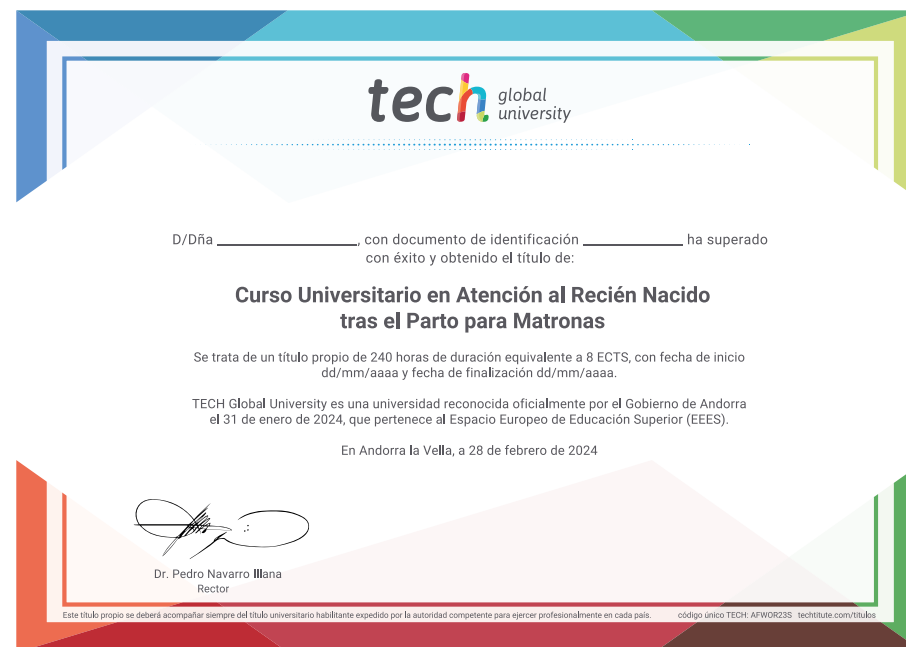 tech global university
D/Dña ____________________, con documento de identificación ______________ ha superado
con éxito y obtenido el título de:
Curso Universitario en Atención al Recién Nacido
tras el Parto para Matronas
Se trata de un título propio de 240 horas de duración equivalente a 8 ECTS, con fecha de inicio
dd/mm/aaaa y fecha de finalización dd/mm/aaaa.
TECH Global University es una universidad reconocida oficialmente por el Gobierno de Andorra
el 31 de enero de 2024, que pertenece al Espacio Europeo de Educación Superior (EEES).
En Andorra la Vella, a 28 de febrero de 2024
Dr. Pedro Navarro Illana
Rector
Este título propio se deberá acompañar siempre del título universitario habilitante expedido por la autoridad competente para ejercer profesionalmente en cada país. código único TECH: AFWOR23S techtitute.com/titulos